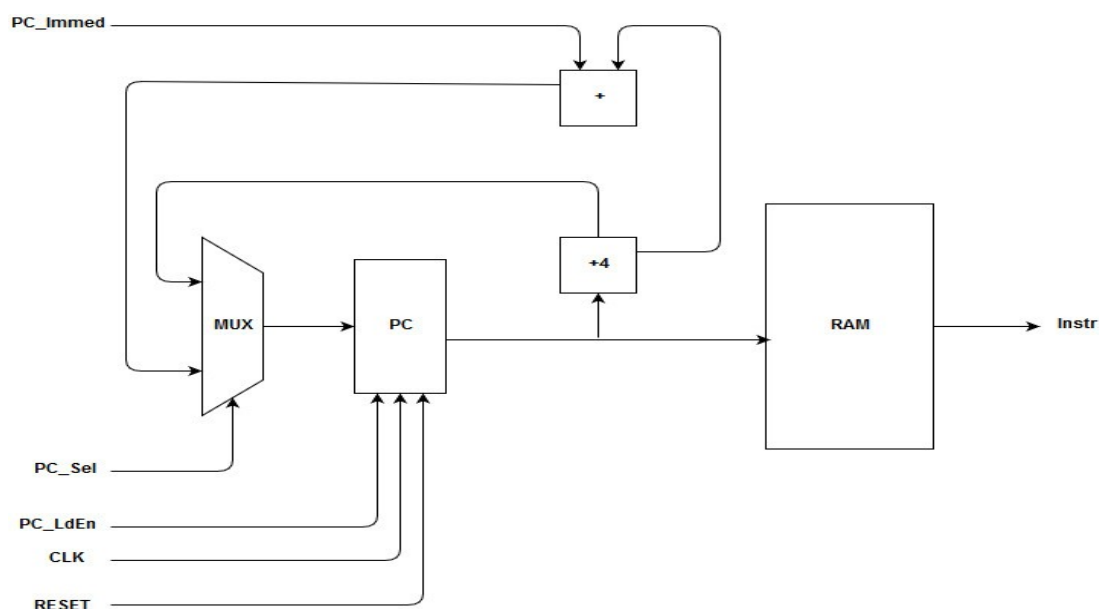 PC_Immed
+
+4
MUX
PC
RAM
Instr
PC_Sel
PC_LdEn
CLK
RESET